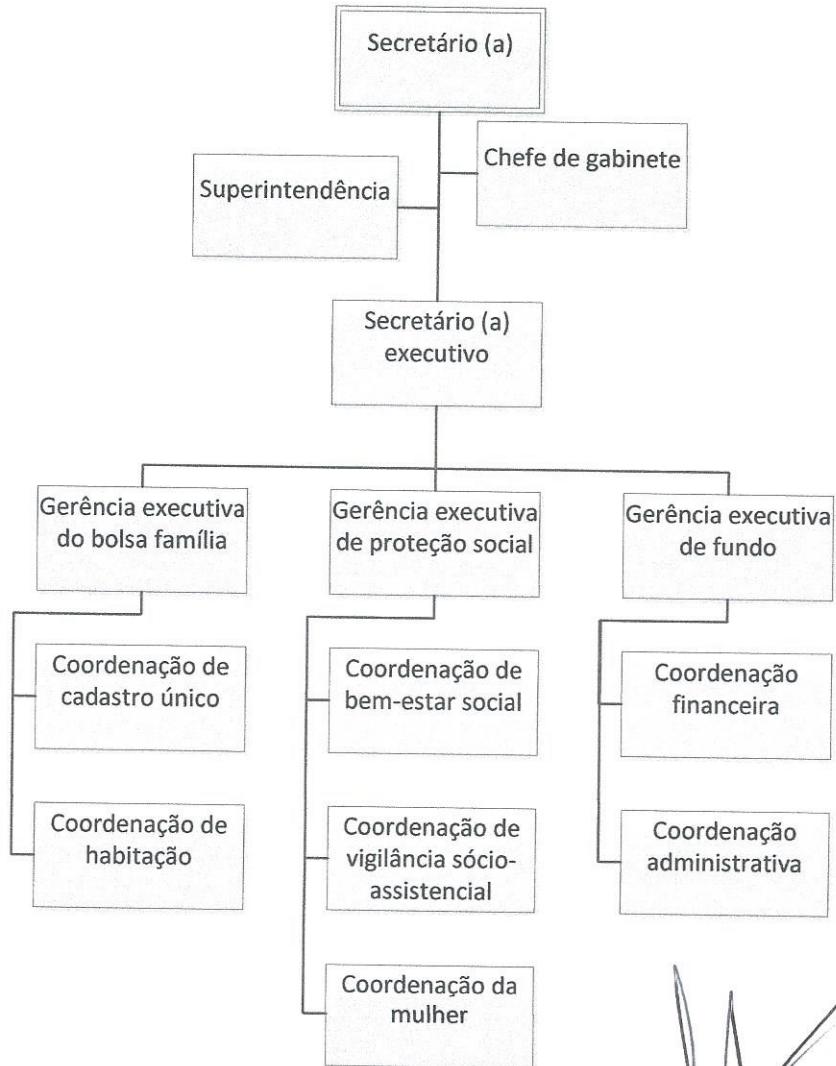 Secretário (a)
Chefe de gabinete
Superintendência
Secretário (a)
executivo
Gerência executiva
do bolsa família
Gerência executiva
de proteção social
Gerência executiva
de fundo
Coordenação de
cadastro único
Coordenação de
bem-estar social
Coordenação
financeira
Coordenação de
habitação
Coordenação de
vigilância sócio-
assistencial
Coordenação
administrativa
Coordenação da
mulher